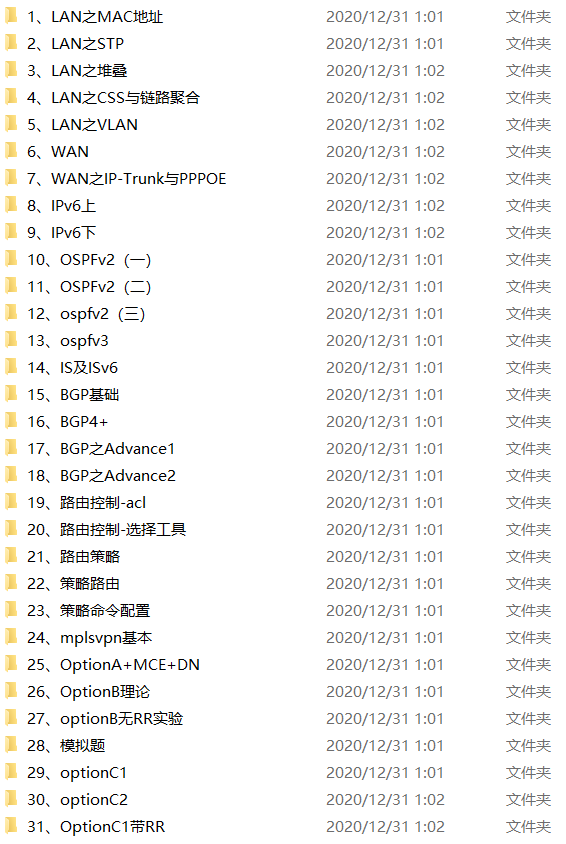 1、LAN之MAC地址 2020/12/31 1:01 文件夹
2、LAN之STP 2020/12/31 1:01 文件夹
3、LAN之堆叠 2020/12/31 1:02 文件夹
4、LAN之CSS与链路聚合 2020/12/31 1:02 文件夹
5、LAN之VLAN 2020/12/31 1:02 文件夹
6、WAN 2020/12/31 1:02 文件夹
7、WAN之IP-Trunk与PPPOE 2020/12/31 1:02 文件夹
8、IPv6上 2020/12/31 1:02 文件夹
9、IPv6下 2020/12/31 1:02 文件夹
10、OSPFv2（一） 2020/12/31 1:01 文件夹
11、OSPFv2（二） 2020/12/31 1:01 文件夹
12、ospfv2（三） 2020/12/31 1:01 文件夹
13、ospfv3 2020/12/31 1:01 文件夹
14、IS及ISv6 2020/12/31 1:01 文件夹
15、BGP基础 2020/12/31 1:01 文件夹
16、BGP4+ 2020/12/31 1:01 文件夹
17、BGP之Advance1 2020/12/31 1:01 文件夹
18、BGP之Advance2 2020/12/31 1:01 文件夹
19、路由控制-acl 2020/12/31 1:01 文件夹
20、路由控制-选择工具 2020/12/31 1:01 文件夹
21、路由策略 2020/12/31 1:01 文件夹
22、策略路由 2020/12/31 1:01 文件夹
23、策略命令配置 2020/12/31 1:01 文件夹
24、mplsvpn基本 2020/12/31 1:01 文件夹
25、OptionA+MCE+DN 2020/12/31 1:01 文件夹
26、OptionB理论 2020/12/31 1:01 文件夹
27、optionB无RR实验 2020/12/31 1:01 文件夹
28、模拟题 2020/12/31 1:01 文件夹
29、optionC1 2020/12/31 1:01 文件夹
30、optionC2 2020/12/31 1:02 文件夹
31、OptionC1带RR 2020/12/31 1:02 文件夹